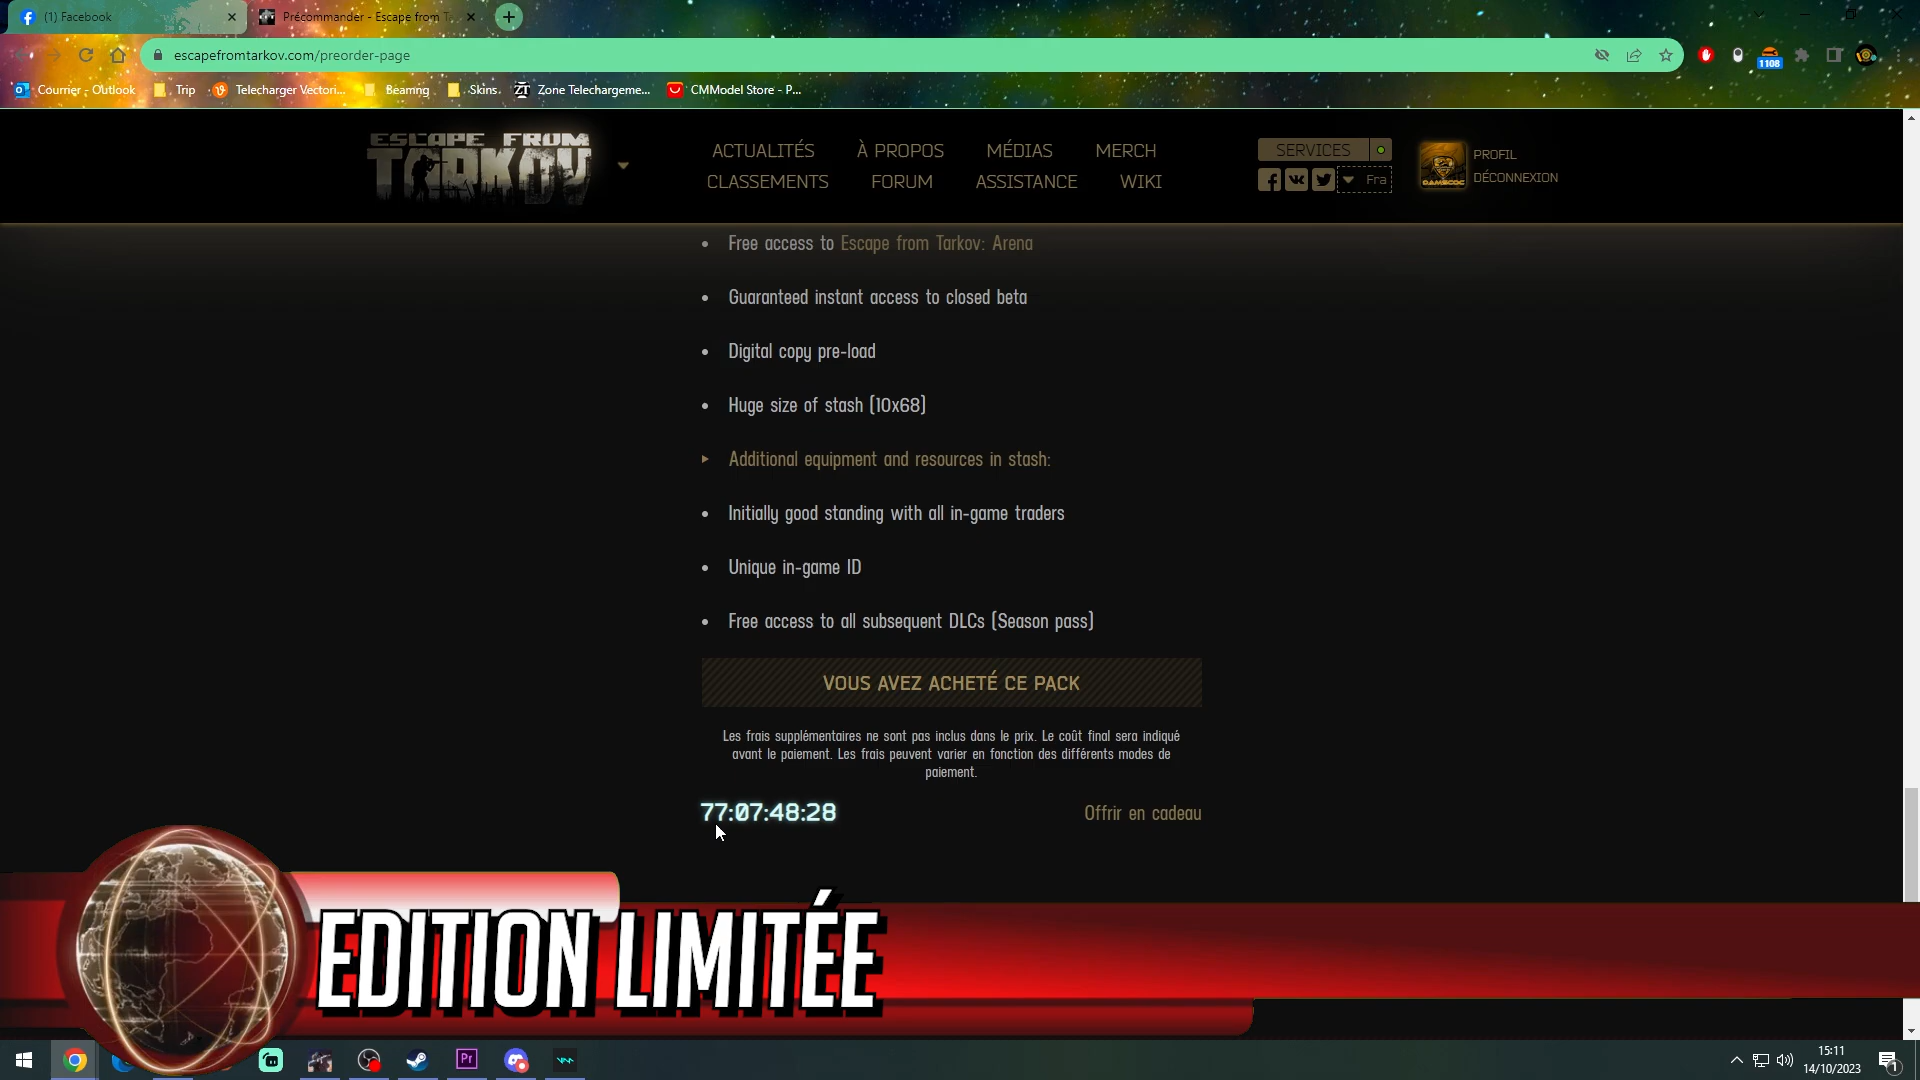 (1) Facebook
Précommander - Escape from T
escapefromtarkov.com/preorder-page
1108
Courrier - Outlook
Trip
Telecharger Vectori...
Beamng
Skins
Zone Telechargeme...
CMModel Store - P...
ESCAPE FROM
TARKOV
ACTUALITÉS
À PROPOS
MÉDIAS
MERCH
CLASSEMENTS
FORUM
ASSISTANCE
WIKI
SERVICES
Fra
PROFIL
DÉCONNEXION
• Free access to Escape from Tarkov: Arena
• Guaranteed instant access to closed beta
• Digital copy pre-load
• Huge size of stash (10x68)
Additional equipment and resources in stash:
• Initially good standing with all in-game traders
• Unique in-game ID
• Free access to all subsequent DLCs (Season pass)
VOUS AVEZ ACHETÉ CE PACK
Les frais supplémentaires ne sont pas inclus dans le prix. Le coût final sera indiqué
avant le paiement. Les frais peuvent varier en fonction des différents modes de
paiement.
77:07:48:28
Offrir en cadeau
EDITION LIMITÉE
Pr
15:11
14/10/2023
1